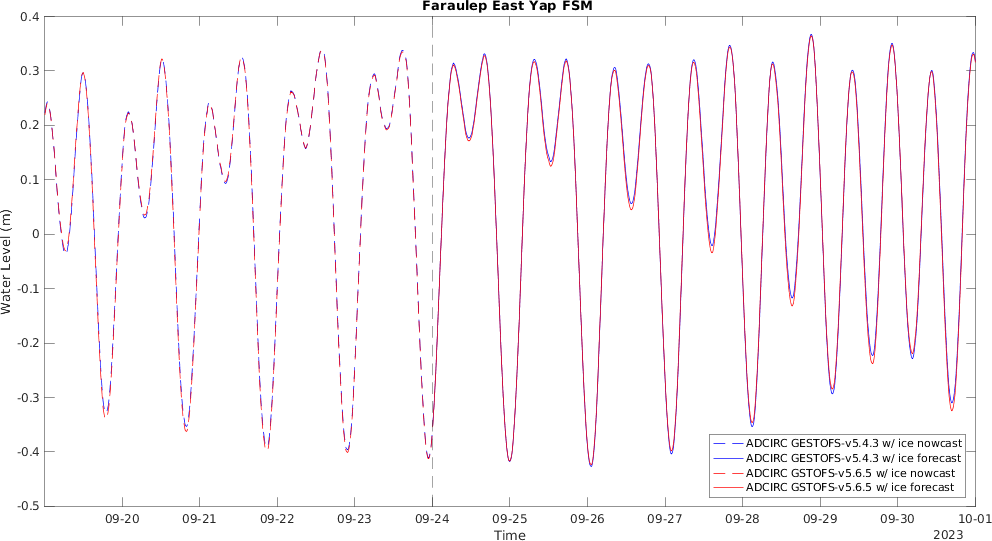 Faraulep East Yap FSM
0.4
0.3
0.2
0.1
0
-0.1
-0.2
-0.3
-0.4
-0.5
Water Level (m)
ADCIRC GESTOFS-v5.4.3 w/ ice nowcast
ADCIRC GESTOFS-v5.4.3 w/ ice forecast
ADCIRC GSTOFS-v5.6.5 w/ ice nowcast
ADCIRC GSTOFS-v5.6.5 w/ ice forecast
09-20 09-21 09-22 09-23 09-24 09-25 09-26 09-27 09-28 09-29 09-30 10-01
Time
2023